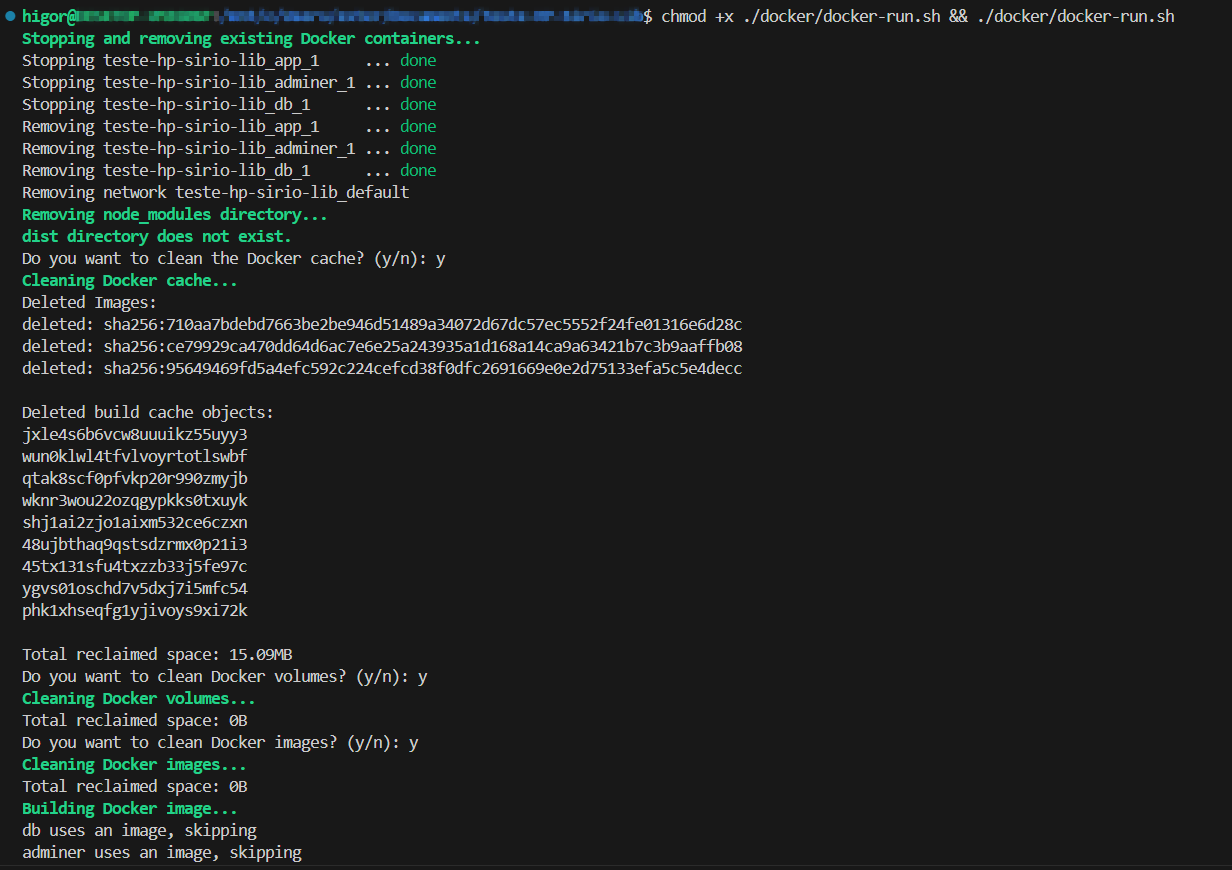 higor@$ chmod +x ./docker/docker-run.sh && ./docker/docker-run.sh
Stopping and removing existing Docker containers...
Stopping teste-hp-sirio-lib_app_1     ... done
Stopping teste-hp-sirio-lib_adminer_1 ... done
Stopping teste-hp-sirio-lib_db_1      ... done
Removing teste-hp-sirio-lib_app_1     ... done
Removing teste-hp-sirio-lib_adminer_1 ... done
Removing teste-hp-sirio-lib_db_1      ... done
Removing network teste-hp-sirio-lib_default
Removing node_modules directory...
dist directory does not exist.
Do you want to clean the Docker cache? (y/n): y
Cleaning Docker cache...
Deleted Images:
deleted: sha256:710aa7bdebd7663be2be946d51489a34072d67dc57ec5552f24fe01316e6d28c
deleted: sha256:ce79929ca470dd64d6ac7e6e25a243935a1d168a14ca9a63421b7c3b9aaffb08
deleted: sha256:95649469fd5a4efc592c224cefcd38f0dfc2691669e0e2d75133efa5c5e4decc

Deleted build cache objects:
jxle4s6b6vcw8uuuikz55uyy3
wun0klwl4tfvlvoyrtotlswbf
qtak8scf0pfvkp20r990zmyjb
wknr3wou22ozqgypkks0txuyk
shj1ai2zjo1aixm532ce6czxn
48ujbthaq9qstsdzrmx0p21i3
45tx131sfu4txzzb33j5fe97c
ygvs01oschd7v5dxj7i5mfc54
phk1xhseqfg1yjivoys9xi72k

Total reclaimed space: 15.09MB
Do you want to clean Docker volumes? (y/n): y
Cleaning Docker volumes...
Total reclaimed space: 0B
Do you want to clean Docker images? (y/n): y
Cleaning Docker images...
Total reclaimed space: 0B
Building Docker image...
db uses an image, skipping
adminer uses an image, skipping